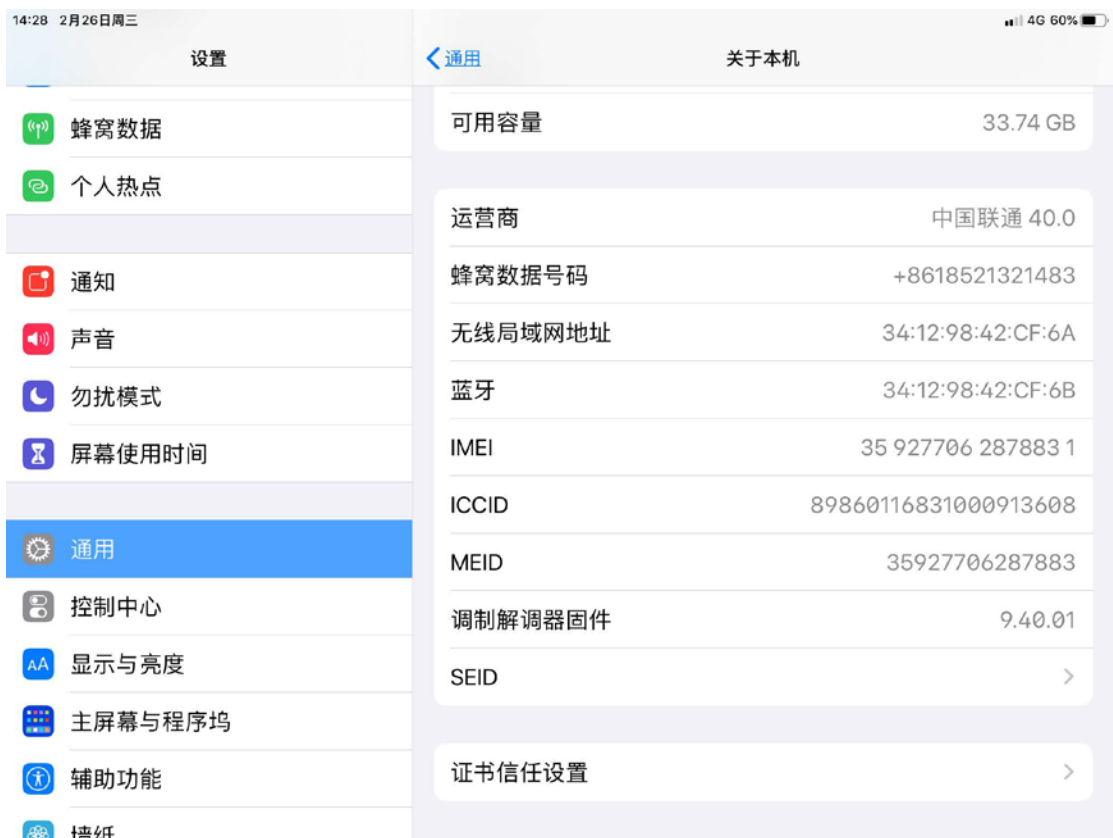 14:28 2月26日周三
4G 60%
设置
蜂窝数据
个人热点
通知
声音
勿扰模式
屏幕使用时间
通用
控制中心
AA 显示与亮度
主屏幕与程序坞
辅助功能
墙纸
通用
关于本机
可用容量 33.74 GB
运营商 中国联通 40.0
蜂窝数据号码 +8618521321483
无线局域网地址 34:12:98:42:CF:6A
蓝牙 34:12:98:42:CF:6B
IMEI 35 927706 287883 1
ICCID 89860116831000913608
MEID 35927706287883
调制解调器固件 9.40.01
SEID
证书信任设置